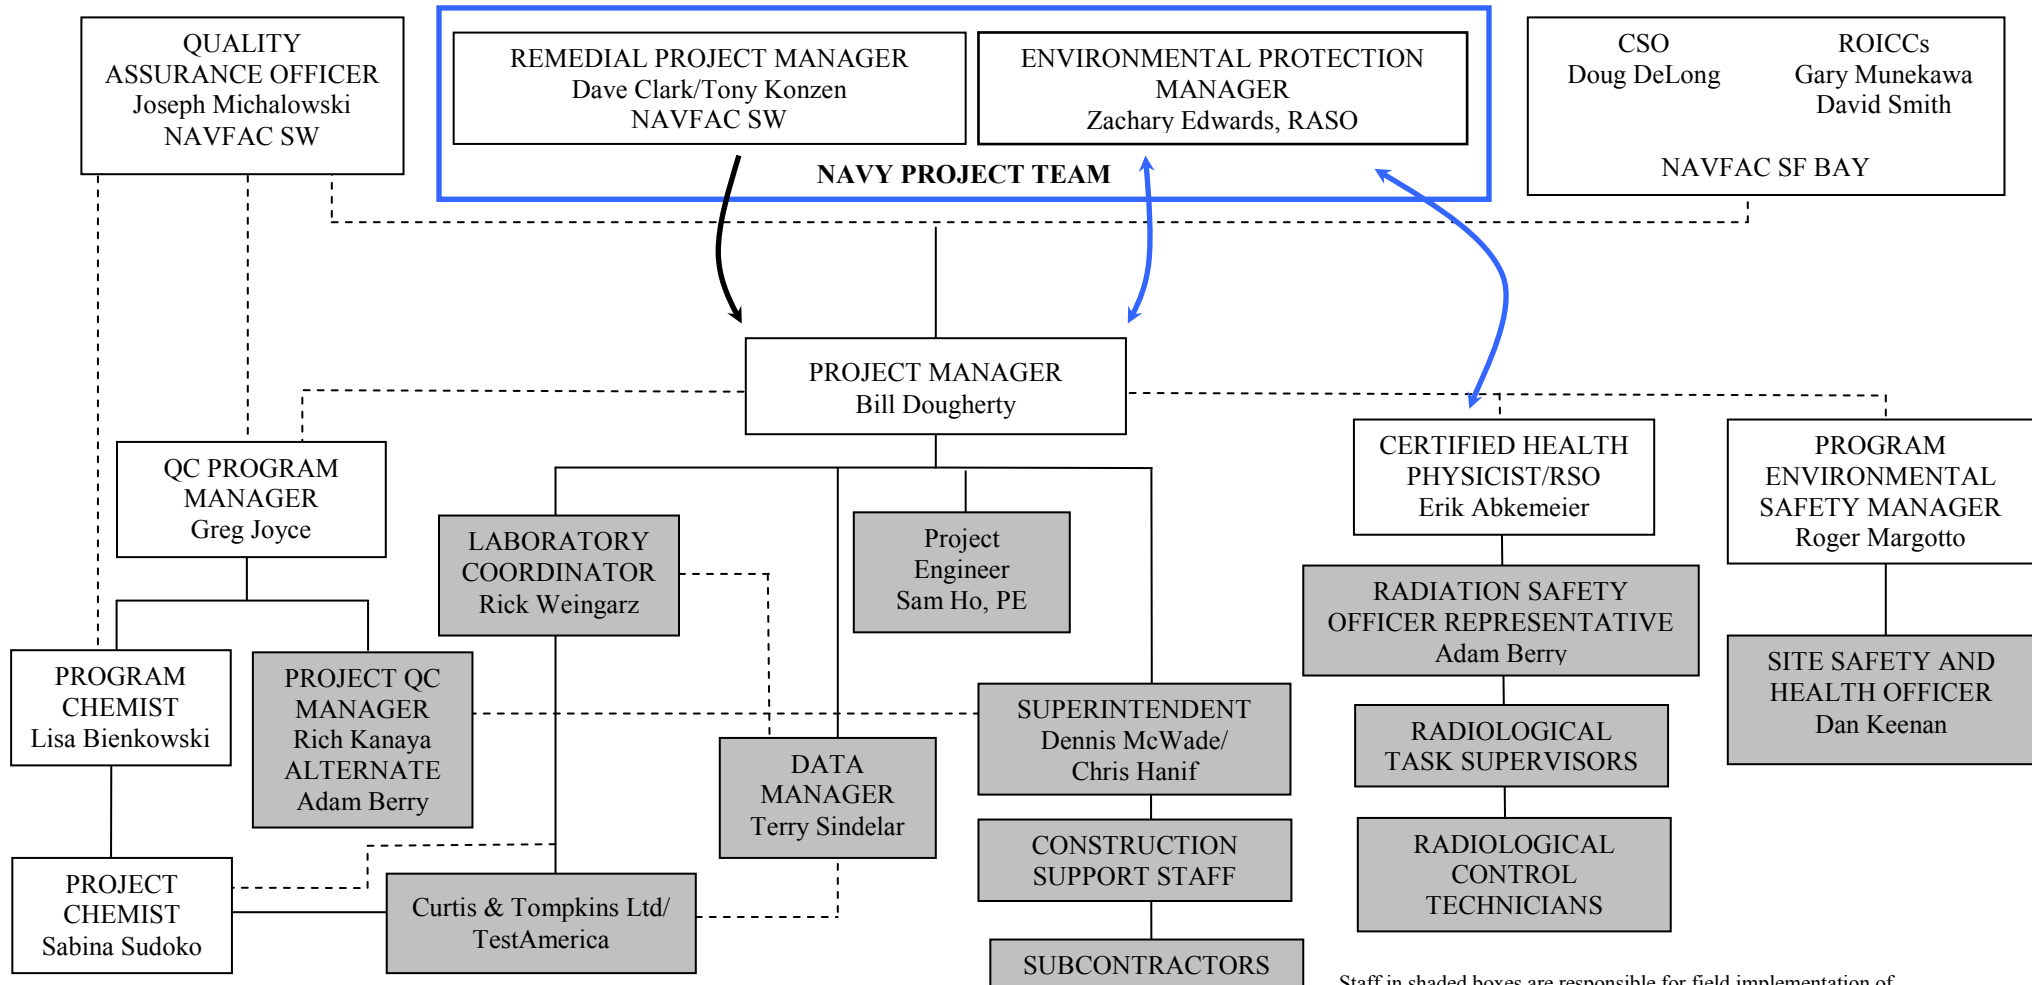 QUALITY
ASSURANCE OFFICER
Joseph Michalowski
NAVFAC SW
REMEDIAL PROJECT MANAGER
Dave Clark/Tony Konzen
NAVFAC SW
ENVIRONMENTAL PROTECTION
MANAGER
Zachary Edwards, RASO
NAVY PROJECT TEAM
CSO
Doug DeLong
ROICCs
Gary Munekawa
David Smith
NAVFAC SF BAY
PROJECT MANAGER
Bill Dougherty
QC PROGRAM
MANAGER
Greg Joyce
CERTIFIED HEALTH
PHYSICIST/RSO
Erik Abkemeier
PROGRAM
ENVIRONMENTAL
SAFETY MANAGER
Roger Margotto
LABORATORY
COORDINATOR
Rick Weingarz
Project
Engineer
Sam Ho, PE
RADIATION SAFETY
OFFICER REPRESENTATIVE
Adam Berry
SITE SAFETY AND
HEALTH OFFICER
Dan Keenan
PROGRAM
CHEMIST
Lisa Bienkowski
PROJECT QC
MANAGER
Rich Kanaya
ALTERNATE
Adam Berry
SUPERINTENDENT
Dennis McWade/
Chris Hanif
RADIOLOGICAL
TASK SUPERVISORS
DATA
MANAGER
Terry Sindelar
CONSTRUCTION
SUPPORT STAFF
RADIOLOGICAL
CONTROL
TECHNICIANS
PROJECT
CHEMIST
Sabina Sudoko
Curtis & Tompkins Ltd/
TestAmerica
SUBCONTRACTORS
Staff in shaded boxes are responsible for field implementation of